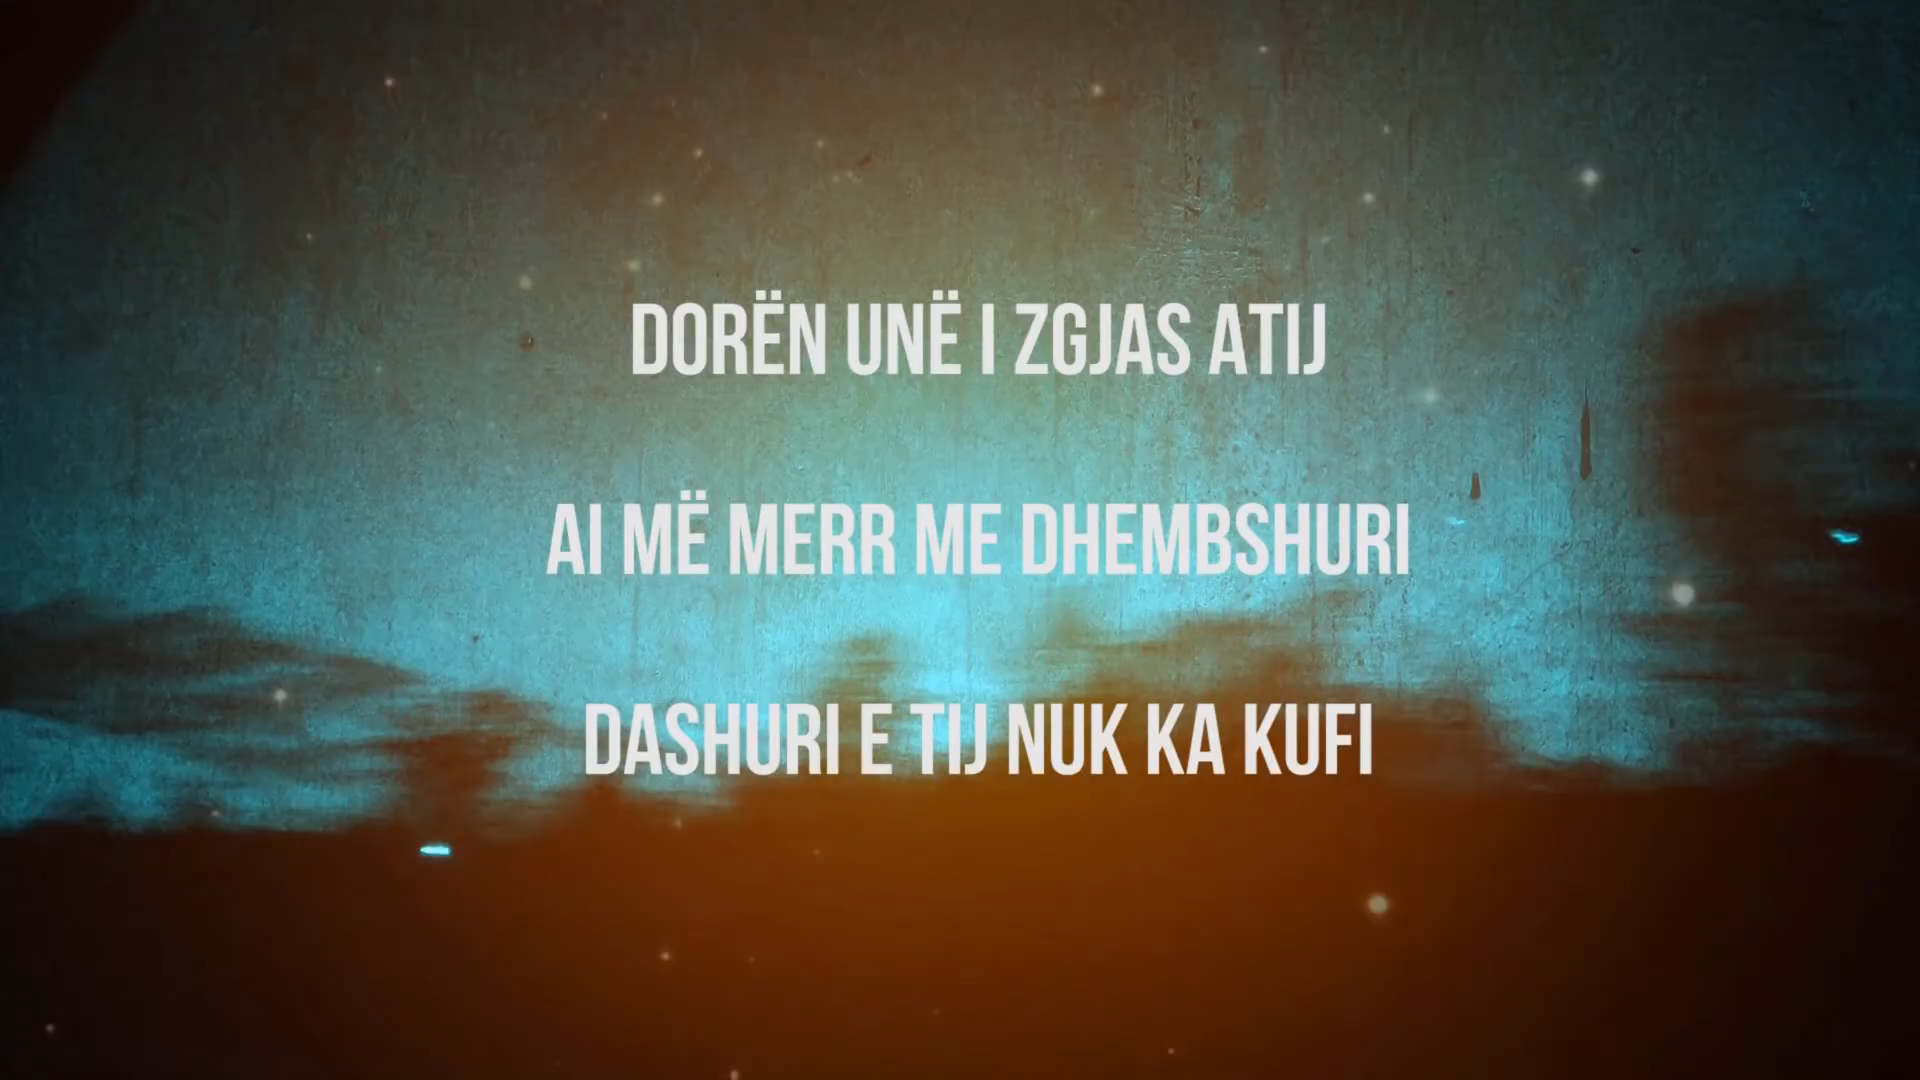 DORËN UNË I ZGJAS ATIJ
AI MË MERR ME DHEMBSHURI
DASHURI E TIJ NUK KA KUFI